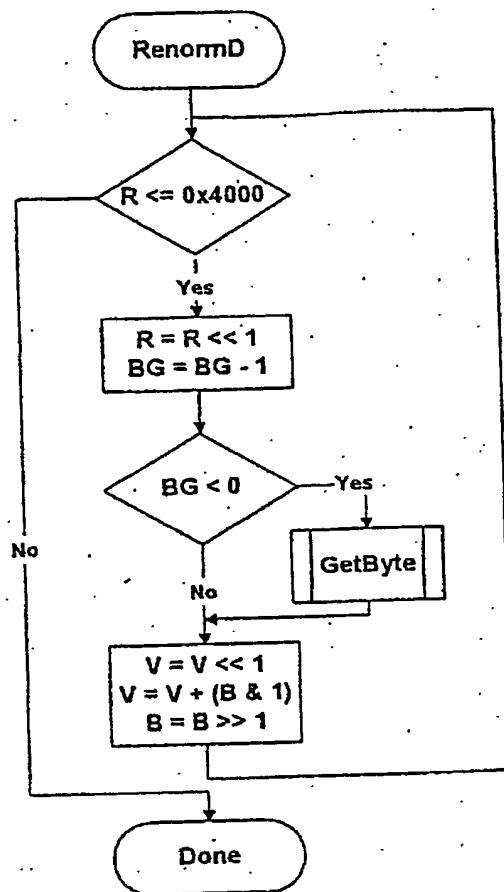 RenormD
R <= 0x4000
Yes
R = R << 1
BG = BG - 1
BG < 0
Yes
GetByte
No
No
V = V << 1
V = V + (B & 1)
B = B >> 1
Done